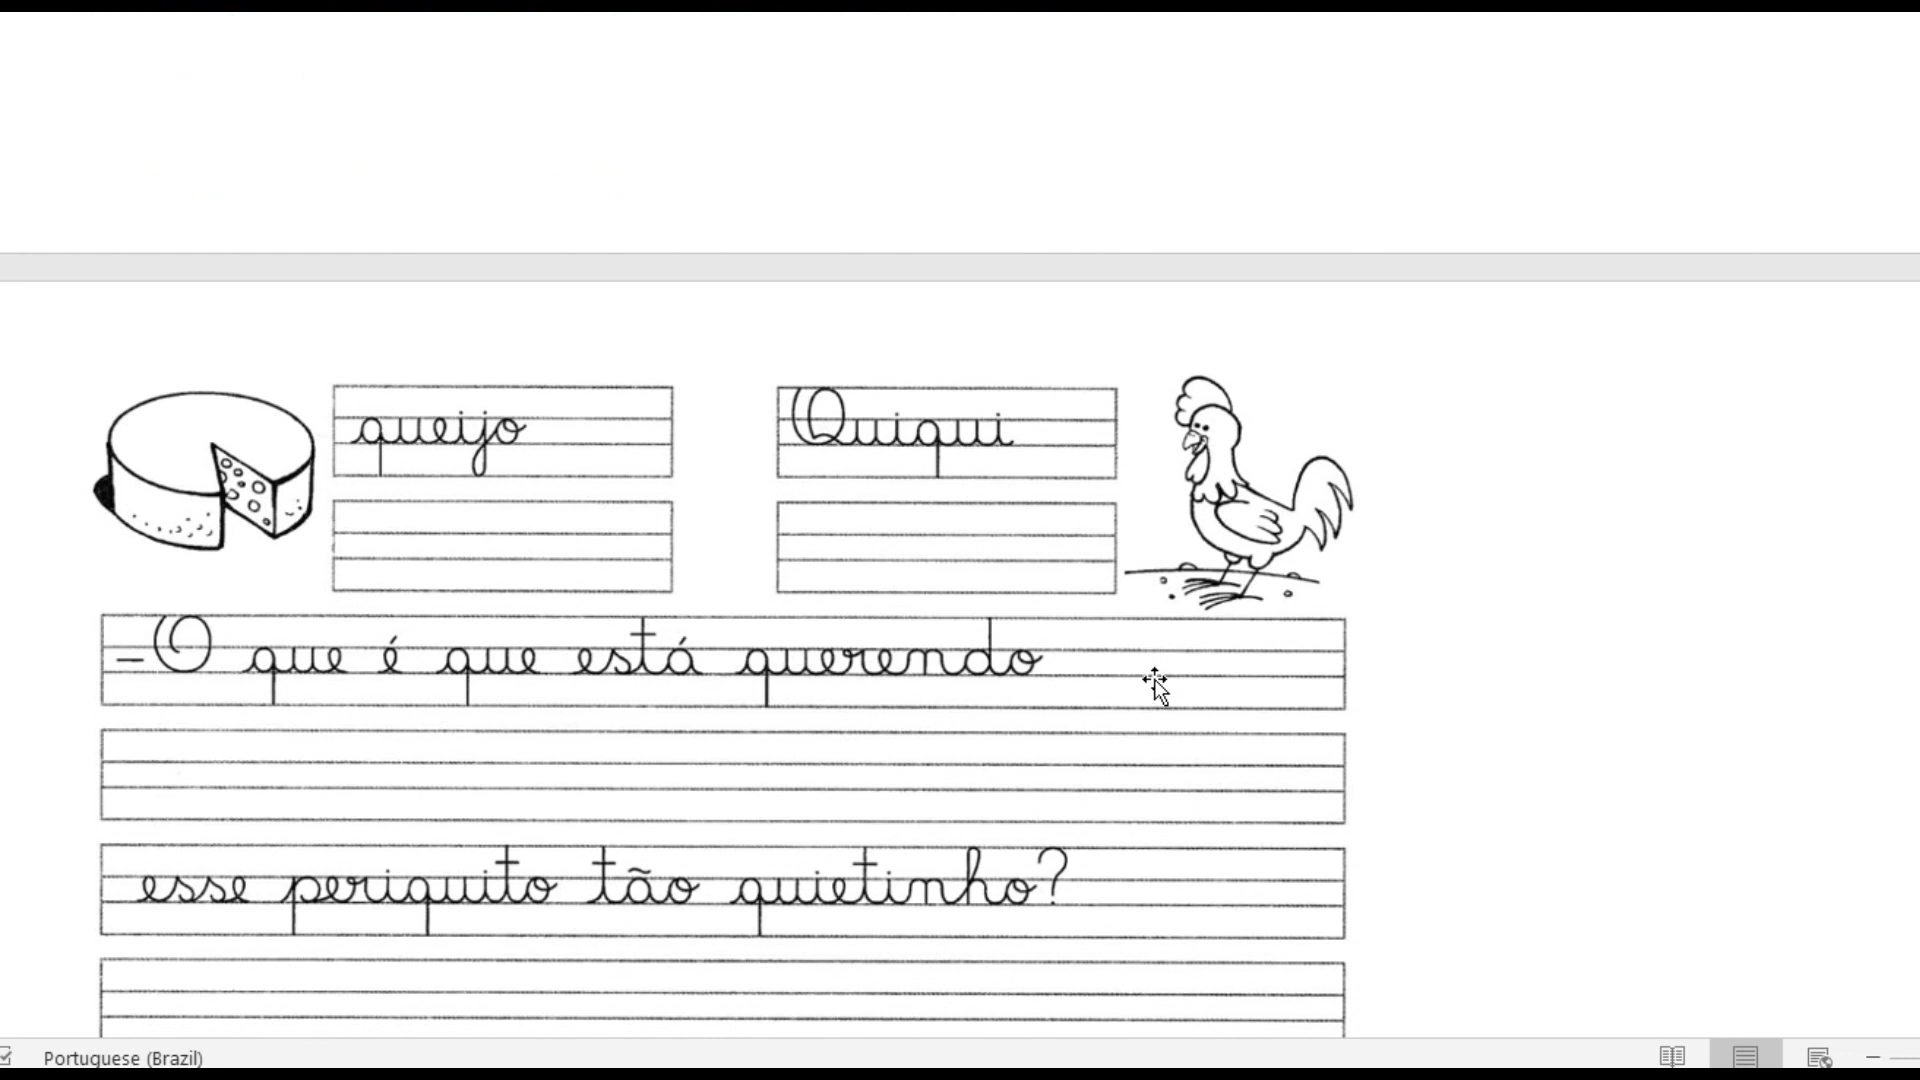 queijo
Quiqui
-O que é que está querendo
esse periquito tão quietinho?
Portuguese (Brazil)